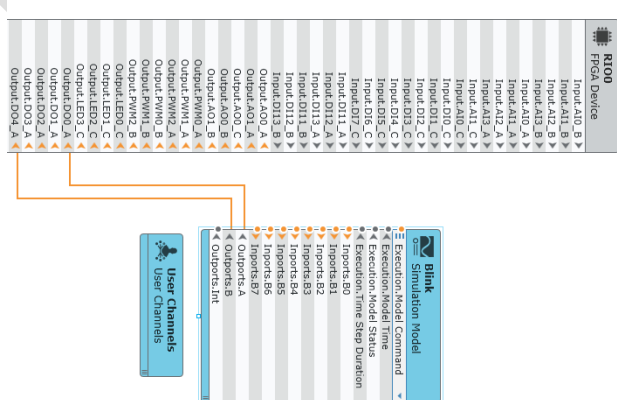 RIO0
FPGA Device
Input.AI0_B
Input.AI1_B
Input.AI2_B
Input.AI3_B
Input.AI0_A
Input.AI1_A
Input.AI2_A
Input.AI3_A
Input.AI1_C
Input.AI0_C
Input.DI0_C
Input.DI1_C
Input.DI2_C
Input.DI3_C
Input.DI4_C
Input.DI5_C
Input.DI6_C
Input.DI7_C
Input.DI11_A
Input.DI12_A
Input.DI13_A
Input.DI11_B
Input.DI12_B
Input.DI13_B
Output.AO0_A
Output.AO1_A
Output.AO0_C
Output.AO0_B
Output.AO1_B
Output.PWM0_A
Output.PWM1_A
Output.PWM2_A
Output.PWM0_B
Output.PWM1_B
Output.PWM2_B
Output.LED0_C
Output.LED1_C
Output.LED2_C
Output.LED3_C
Output.DO0_A
Output.DO1_A
Output.DO2_A
Output.DO3_A
Output.DO4_A
Blink
Simulation Model
Execution.Model Command
Execution.Model Time
Execution.Model Status
Execution.Time Step Duration
Inports.B0
Inports.B1
Inports.B2
Inports.B3
Inports.B4
Inports.B5
Inports.B6
Inports.B7
Outports.A
Outports.B
Outports.Int
User Channels
User Channels